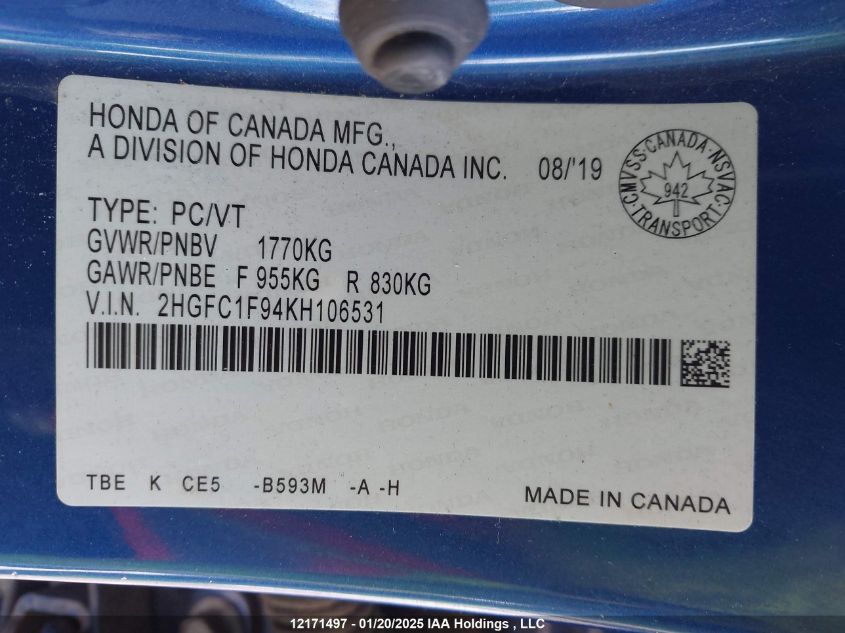 HONDA OF CANADA MFG.,
A DIVISION OF HONDA CANADA INC. 08/'19
CMVSS·CANADA·NSVAC·TRANSPORT
942
TYPE: PC/VT
GVWR/PNBV 1770KG
GAWR/PNBE F 955KG R 830KG
V.I.N. 2HGFC1F94KH106531
TBE K CE5 -B593M -A -H
MADE IN CANADA
12171497 - 01/20/2025 IAA Holdings , LLC